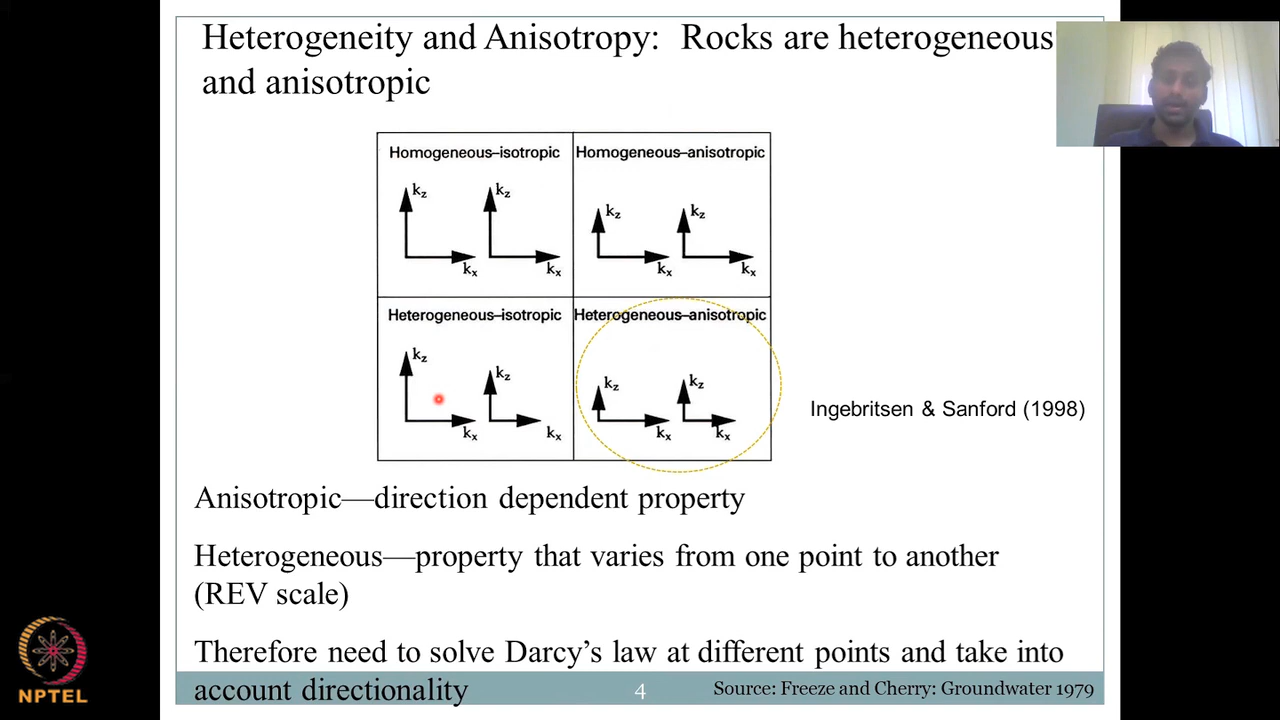 Heterogeneity and Anisotropy: Rocks are heterogeneous
and anisotropic
Homogeneous–isotropic
Homogeneous–anisotropic
kz
kz
kz
kz
kx
kx
kx
kx
Heterogeneous–isotropic
Heterogeneous–anisotropic
kz
kz
kz
kz
kx
kx
kx
kx
Ingebritsen & Sanford (1998)
Anisotropic—direction dependent property
Heterogeneous—property that varies from one point to another
(REV scale)
Therefore need to solve Darcy's law at different points and take into
account directionality
4
Source: Freeze and Cherry: Groundwater 1979
NPTEL